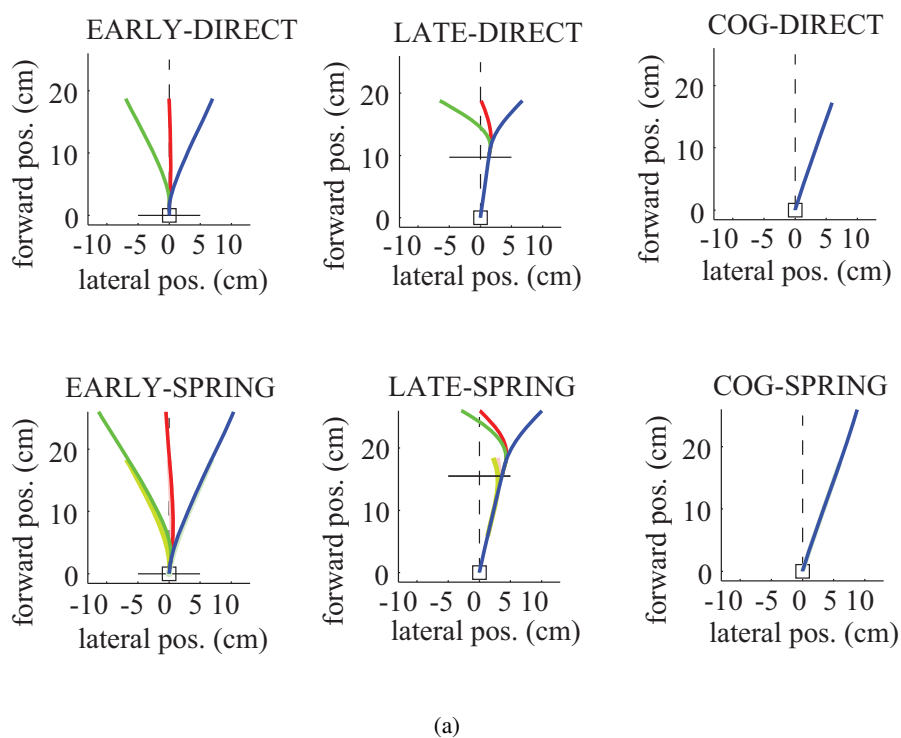 EARLY-DIRECT
forward pos. (cm)
20
10
0
-10 -5 0 5 10
lateral pos. (cm)
LATE-DIRECT
forward pos. (cm)
20
10
0
-10 -5 0 5 10
lateral pos. (cm)
COG-DIRECT
forward pos. (cm)
20
10
0
-10 -5 0 5 10
lateral pos. (cm)
EARLY-SPRING
forward pos. (cm)
20
10
0
-10 -5 0 5 10
lateral pos. (cm)
LATE-SPRING
forward pos. (cm)
20
10
0
-10 -5 0 5 10
lateral pos. (cm)
COG-SPRING
forward pos. (cm)
20
10
0
-10 -5 0 5 10
lateral pos. (cm)
(a)